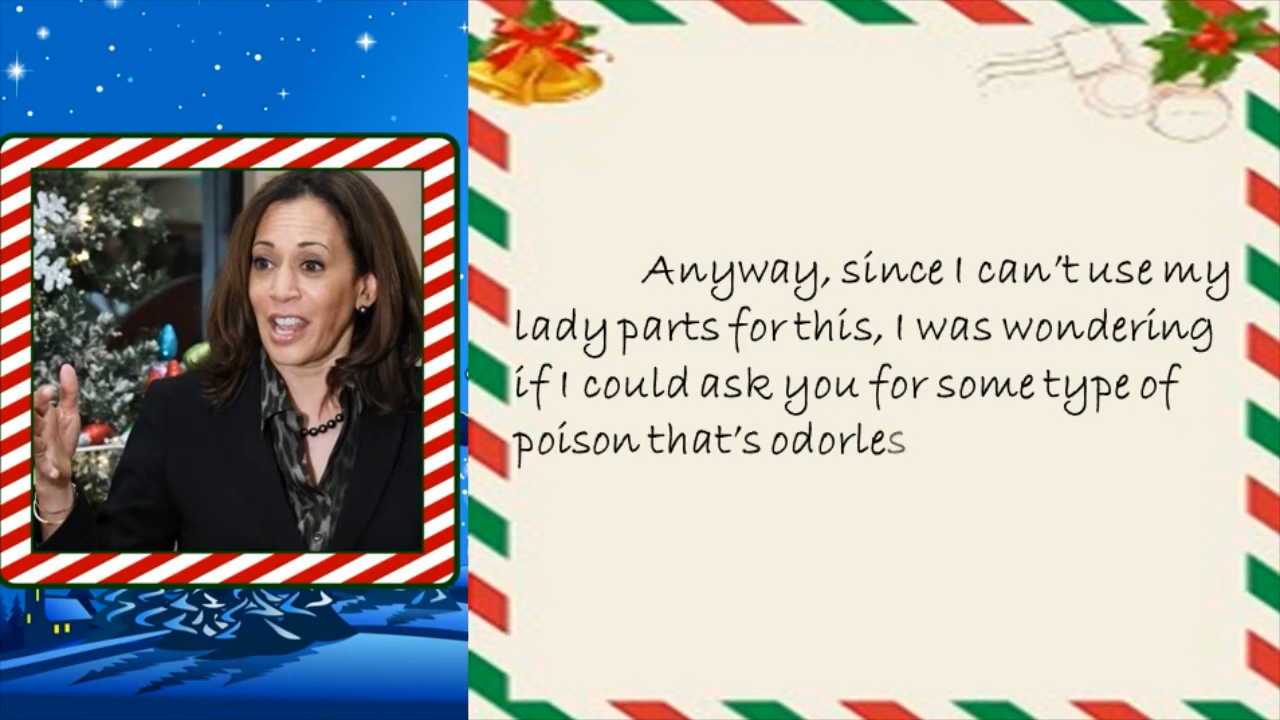 Anyway, since I can't use my
lady parts for this, I was wondering
if I could ask you for some type of
poison that's odorles